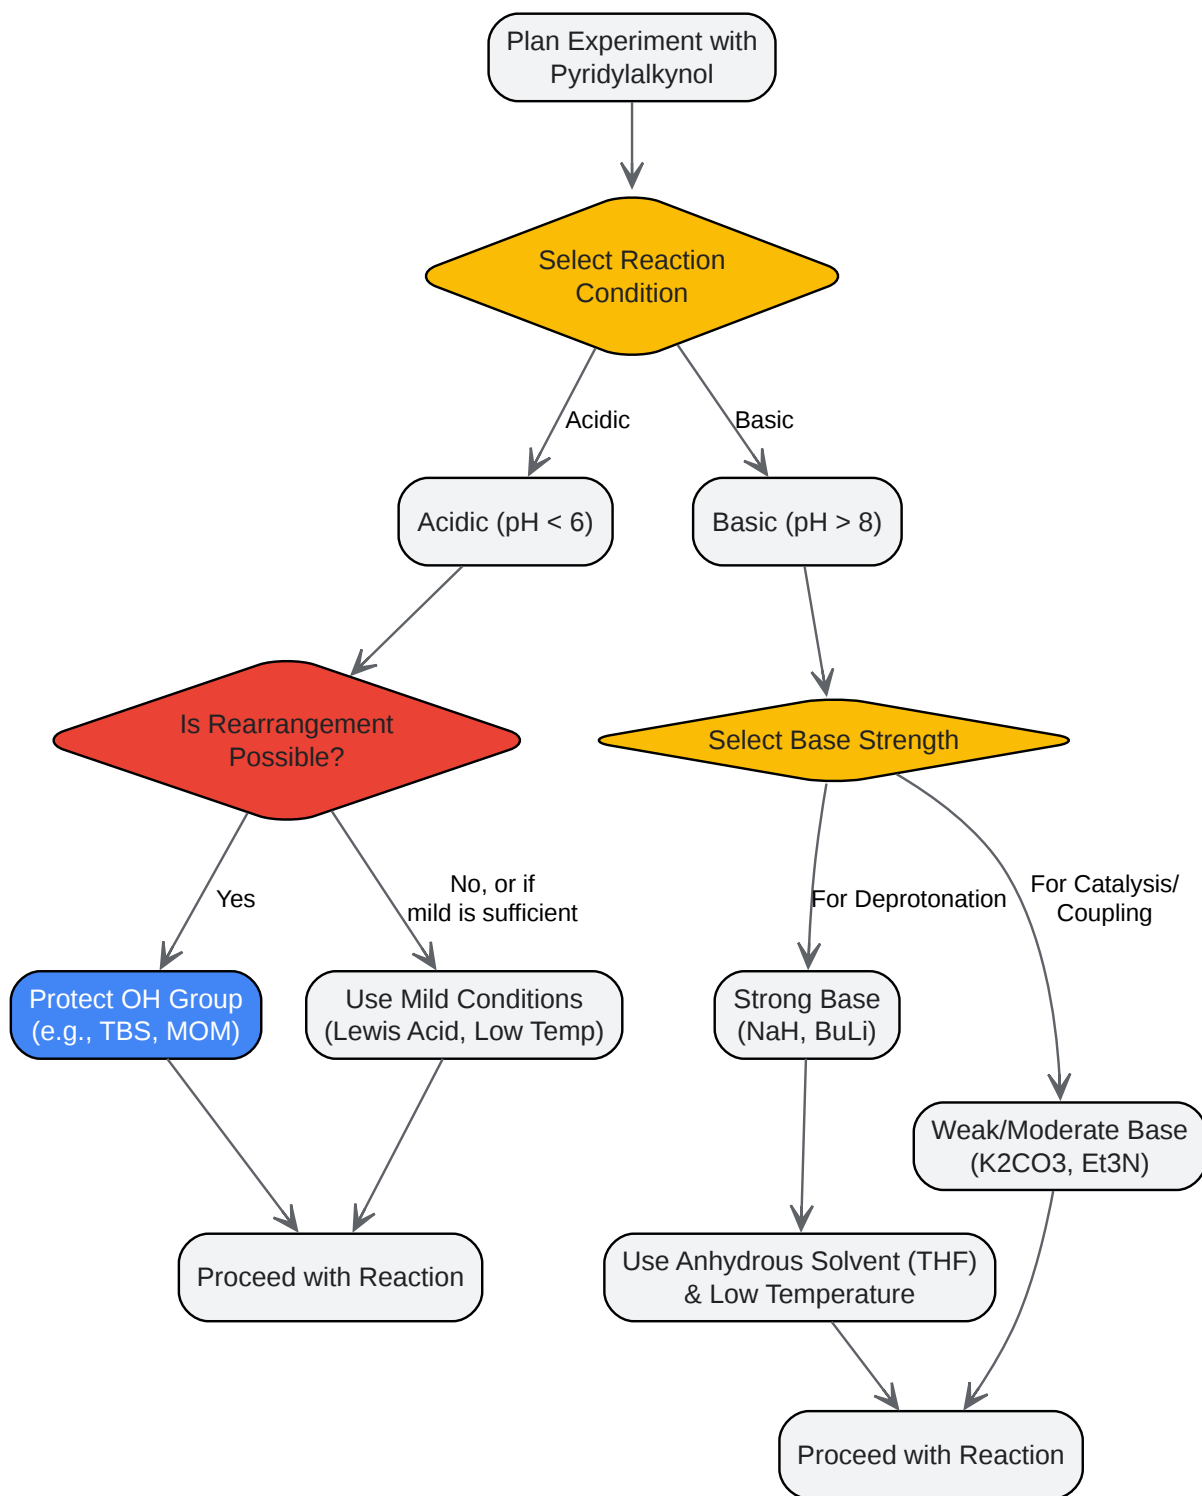 Plan Experiment with
Pyridylalkynol
Select Reaction
Condition
Acidic
Basic
Acidic (pH < 6)
Basic (pH > 8)
Is Rearrangement
Possible?
Select Base Strength
Yes
No, or if
mild is sufficient
For Deprotonation
For Catalysis/
Coupling
Protect OH Group
(e.g., TBS, MOM)
Use Mild Conditions
(Lewis Acid, Low Temp)
Strong Base
(NaH, BuLi)
Weak/Moderate Base
(K2CO3, Et3N)
Proceed with Reaction
Use Anhydrous Solvent (THF)
& Low Temperature
Proceed with Reaction